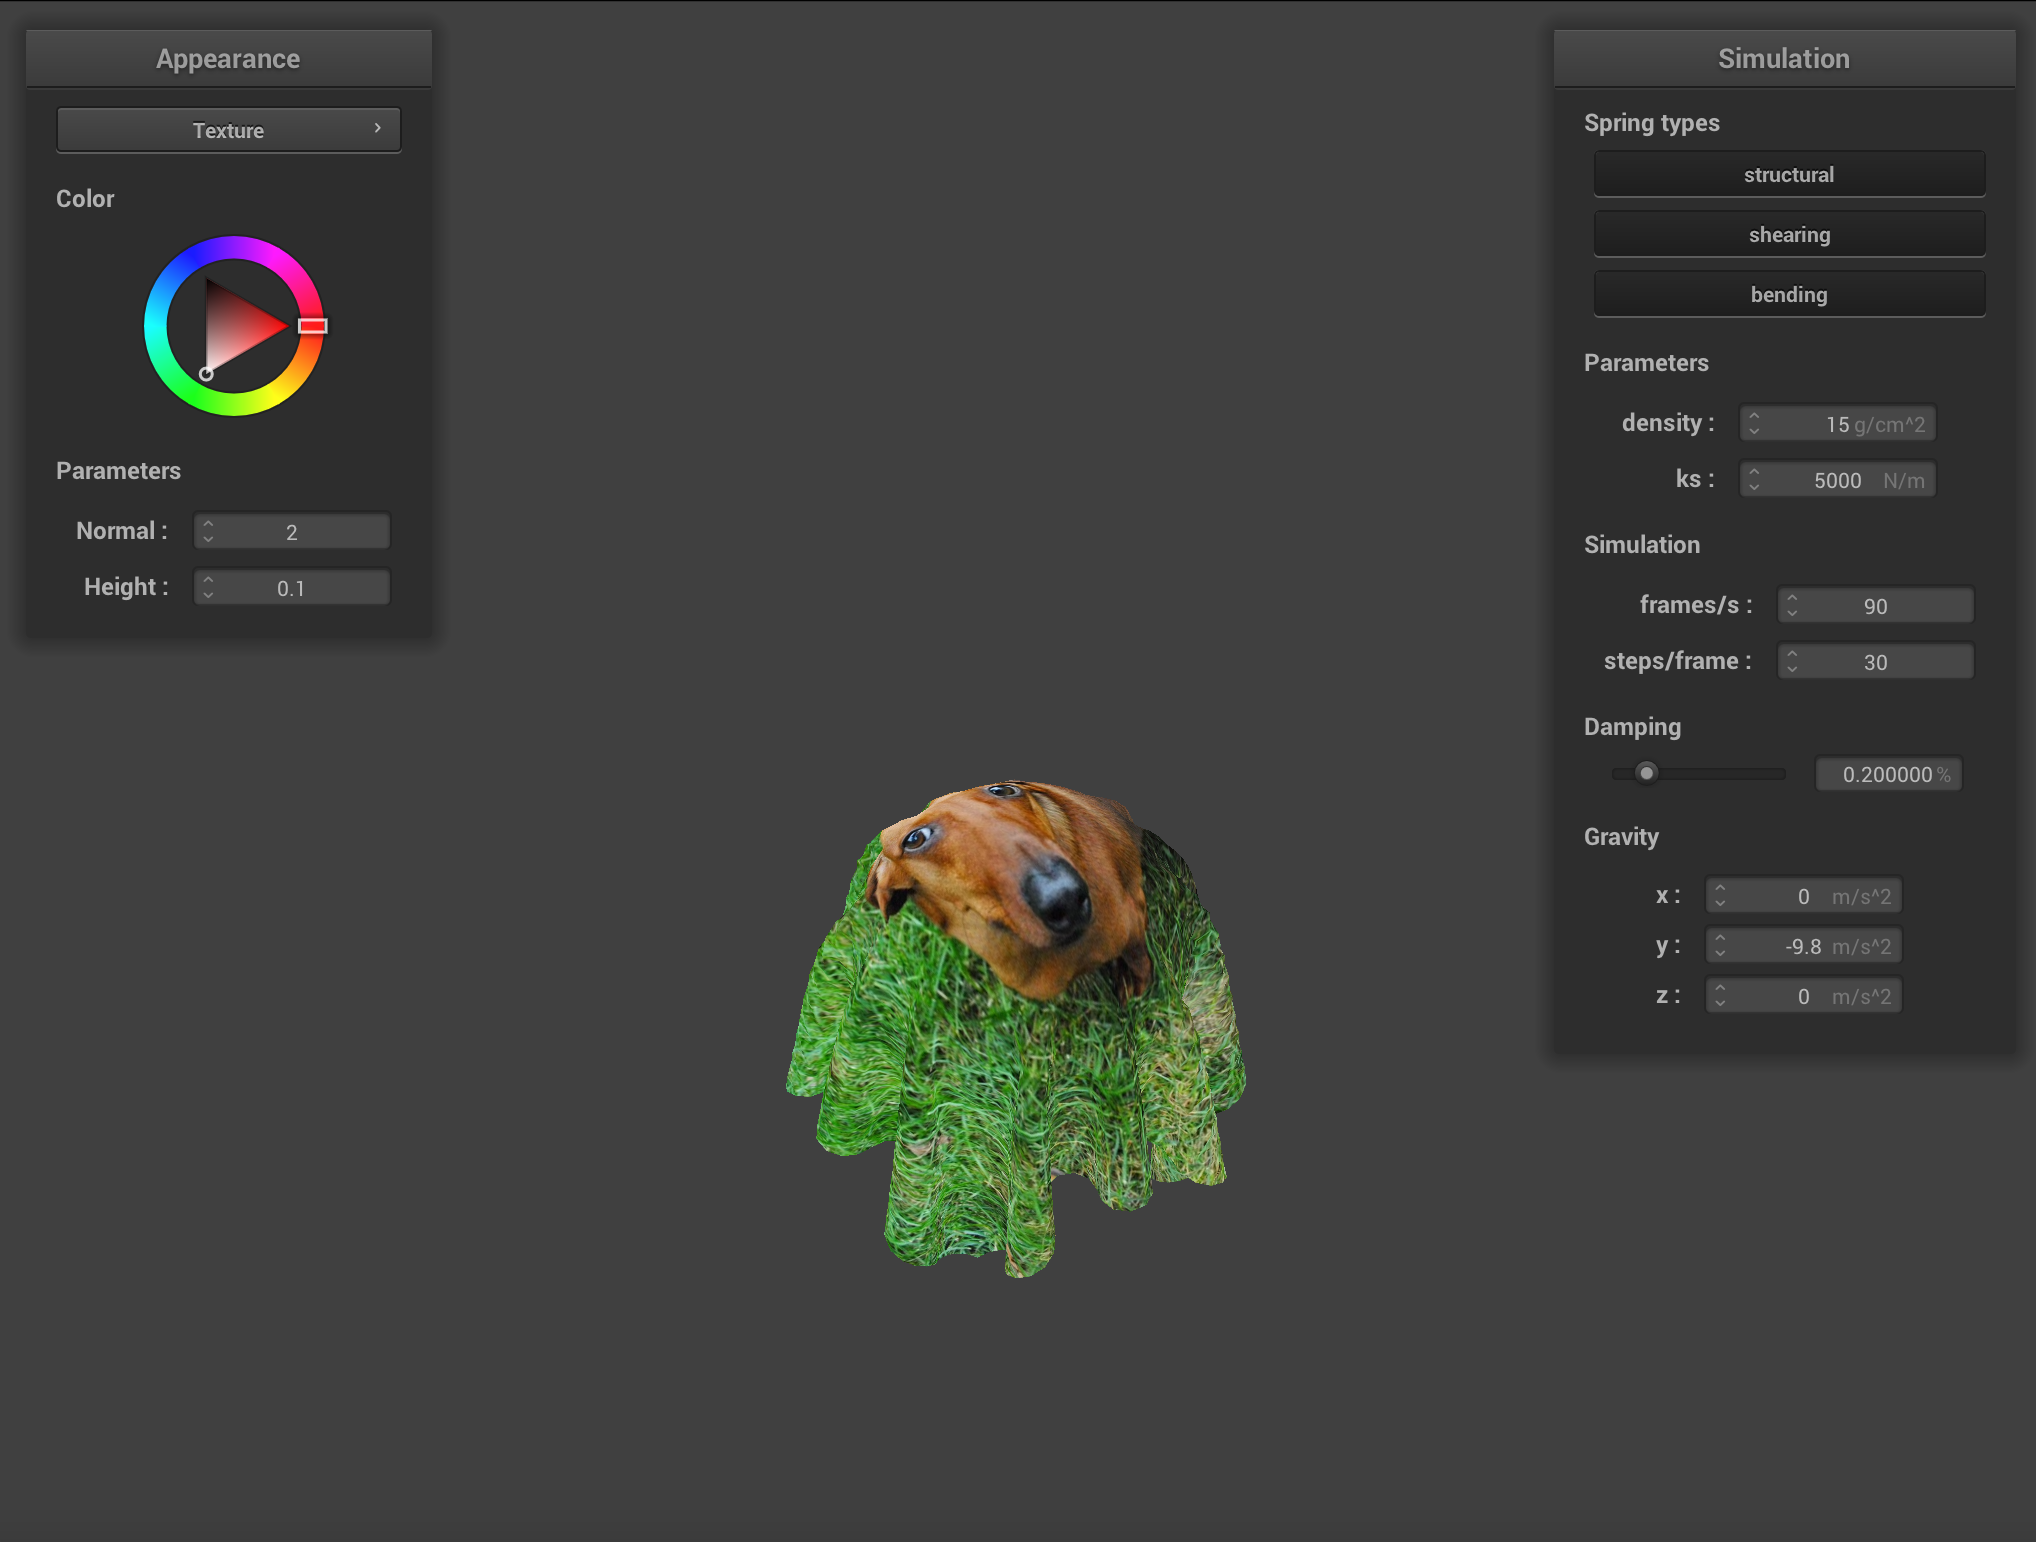 Appearance
Texture
Color
Parameters
Normal : 2
Height : 0.1
Simulation
Spring types
structural
shearing
bending
Parameters
density : 15 g/cm^2
ks : 5000 N/m
Simulation
frames/s : 90
steps/frame : 30
Damping
0.200000 %
Gravity
x : 0 m/s^2
y : -9.8 m/s^2
z : 0 m/s^2